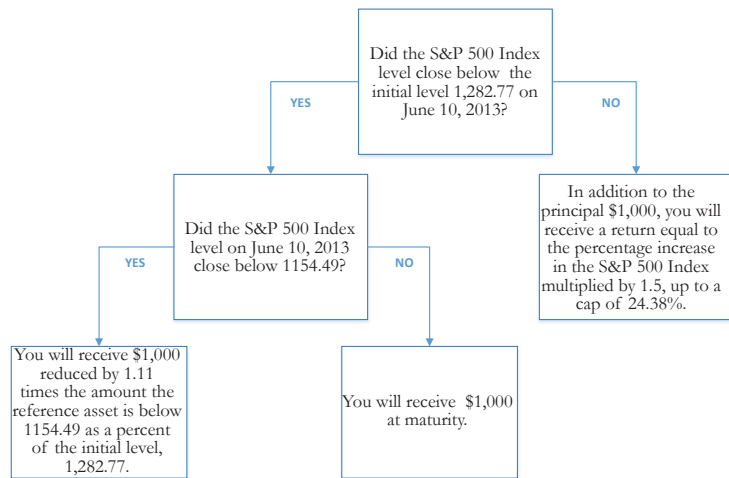 Did the S&P 500 Index
level close below the
initial level 1,282.77 on
June 10, 2013?
YES
NO
Did the S&P 500 Index
level on June 10, 2013
close below 1154.49?
In addition to the
principal $1,000, you will
receive a return equal to
the percentage increase
in the S&P 500 Index
multiplied by 1.5, up to a
cap of 24.38%.
YES
NO
You will receive $1,000
reduced by 1.11
times the amount the
reference asset is below
1154.49 as a percent
of the initial level,
1,282.77.
You will receive $1,000
at maturity.